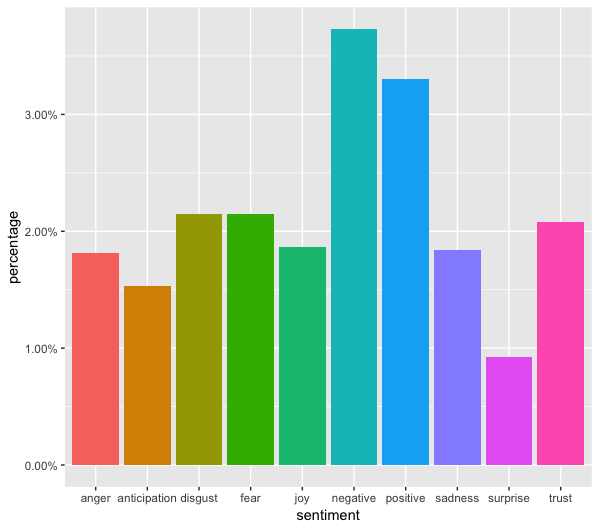 percentage
3.00%
2.00%
1.00%
0.00%
anger anticipation disgust fear joy negative positive sadness surprise trust
sentiment